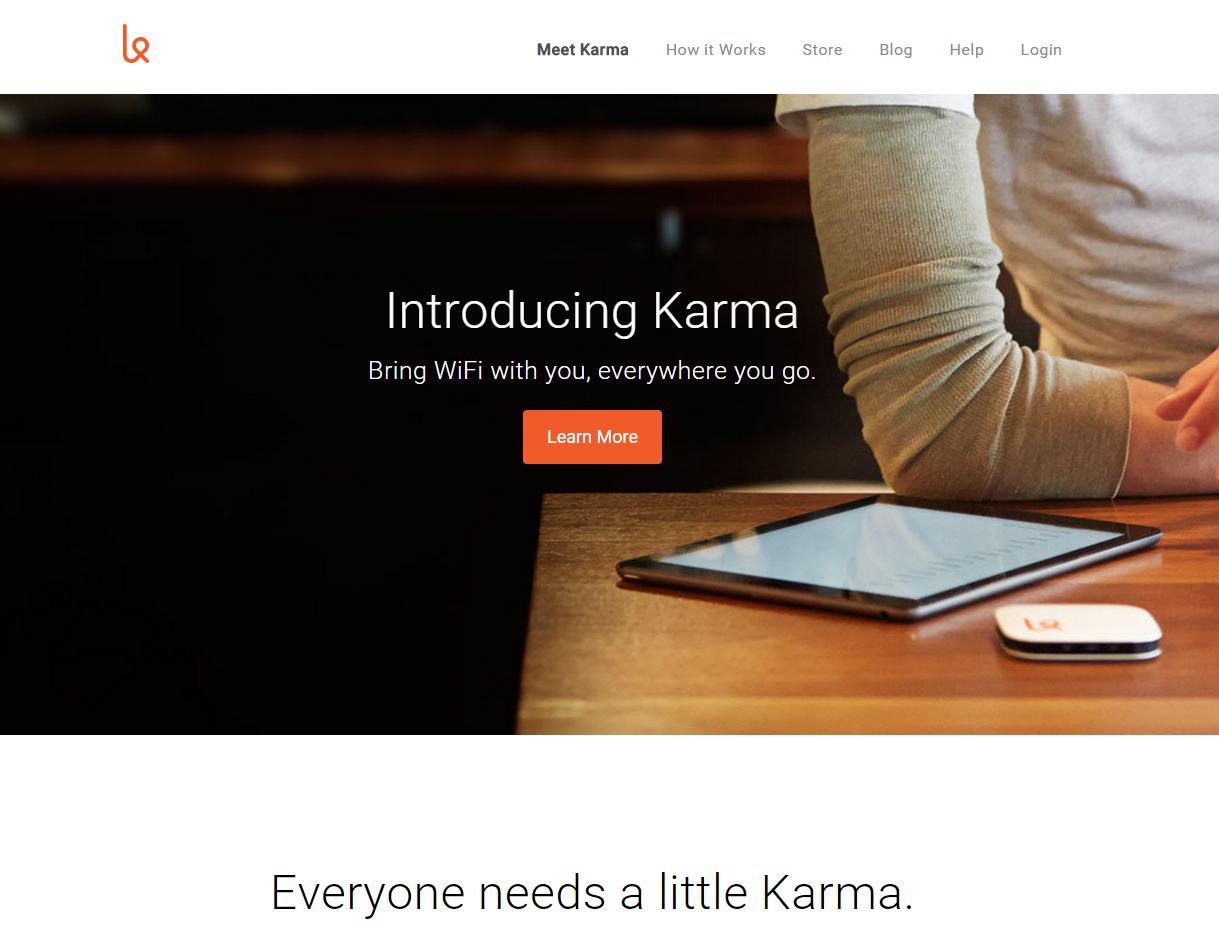 Meet Karma How it Works Store Blog Help Login
Introducing Karma
Bring WiFi with you, everywhere you go.
Learn More
Everyone needs a little Karma.